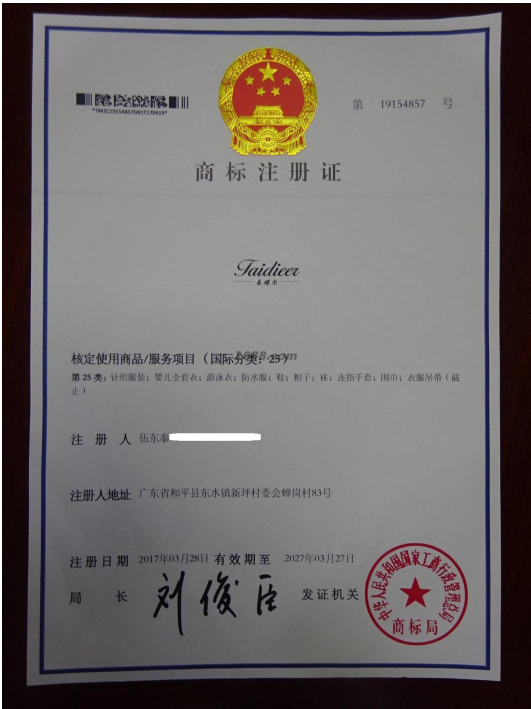 *TMZC19154857D01T170419*
第 19154857 号
商标注册证
Taidieer
泰蝶尔
核定使用商品/服务项目（国际分类：25）
第 25 类：针织服装；婴儿全套衣；游泳衣；防水服；鞋；帽子；袜；连指手套；围巾；衣服吊带（截
止）
注 册 人 伍东泰
注册人地址 广东省和平县东水镇新坪村委会蝉岗村83号
注册日期 2017年03月28日 有效期至 2027年03月27日
局 长 刘俊臣 发证机关
中华人民共和国国家工商行政管理总局
商标局